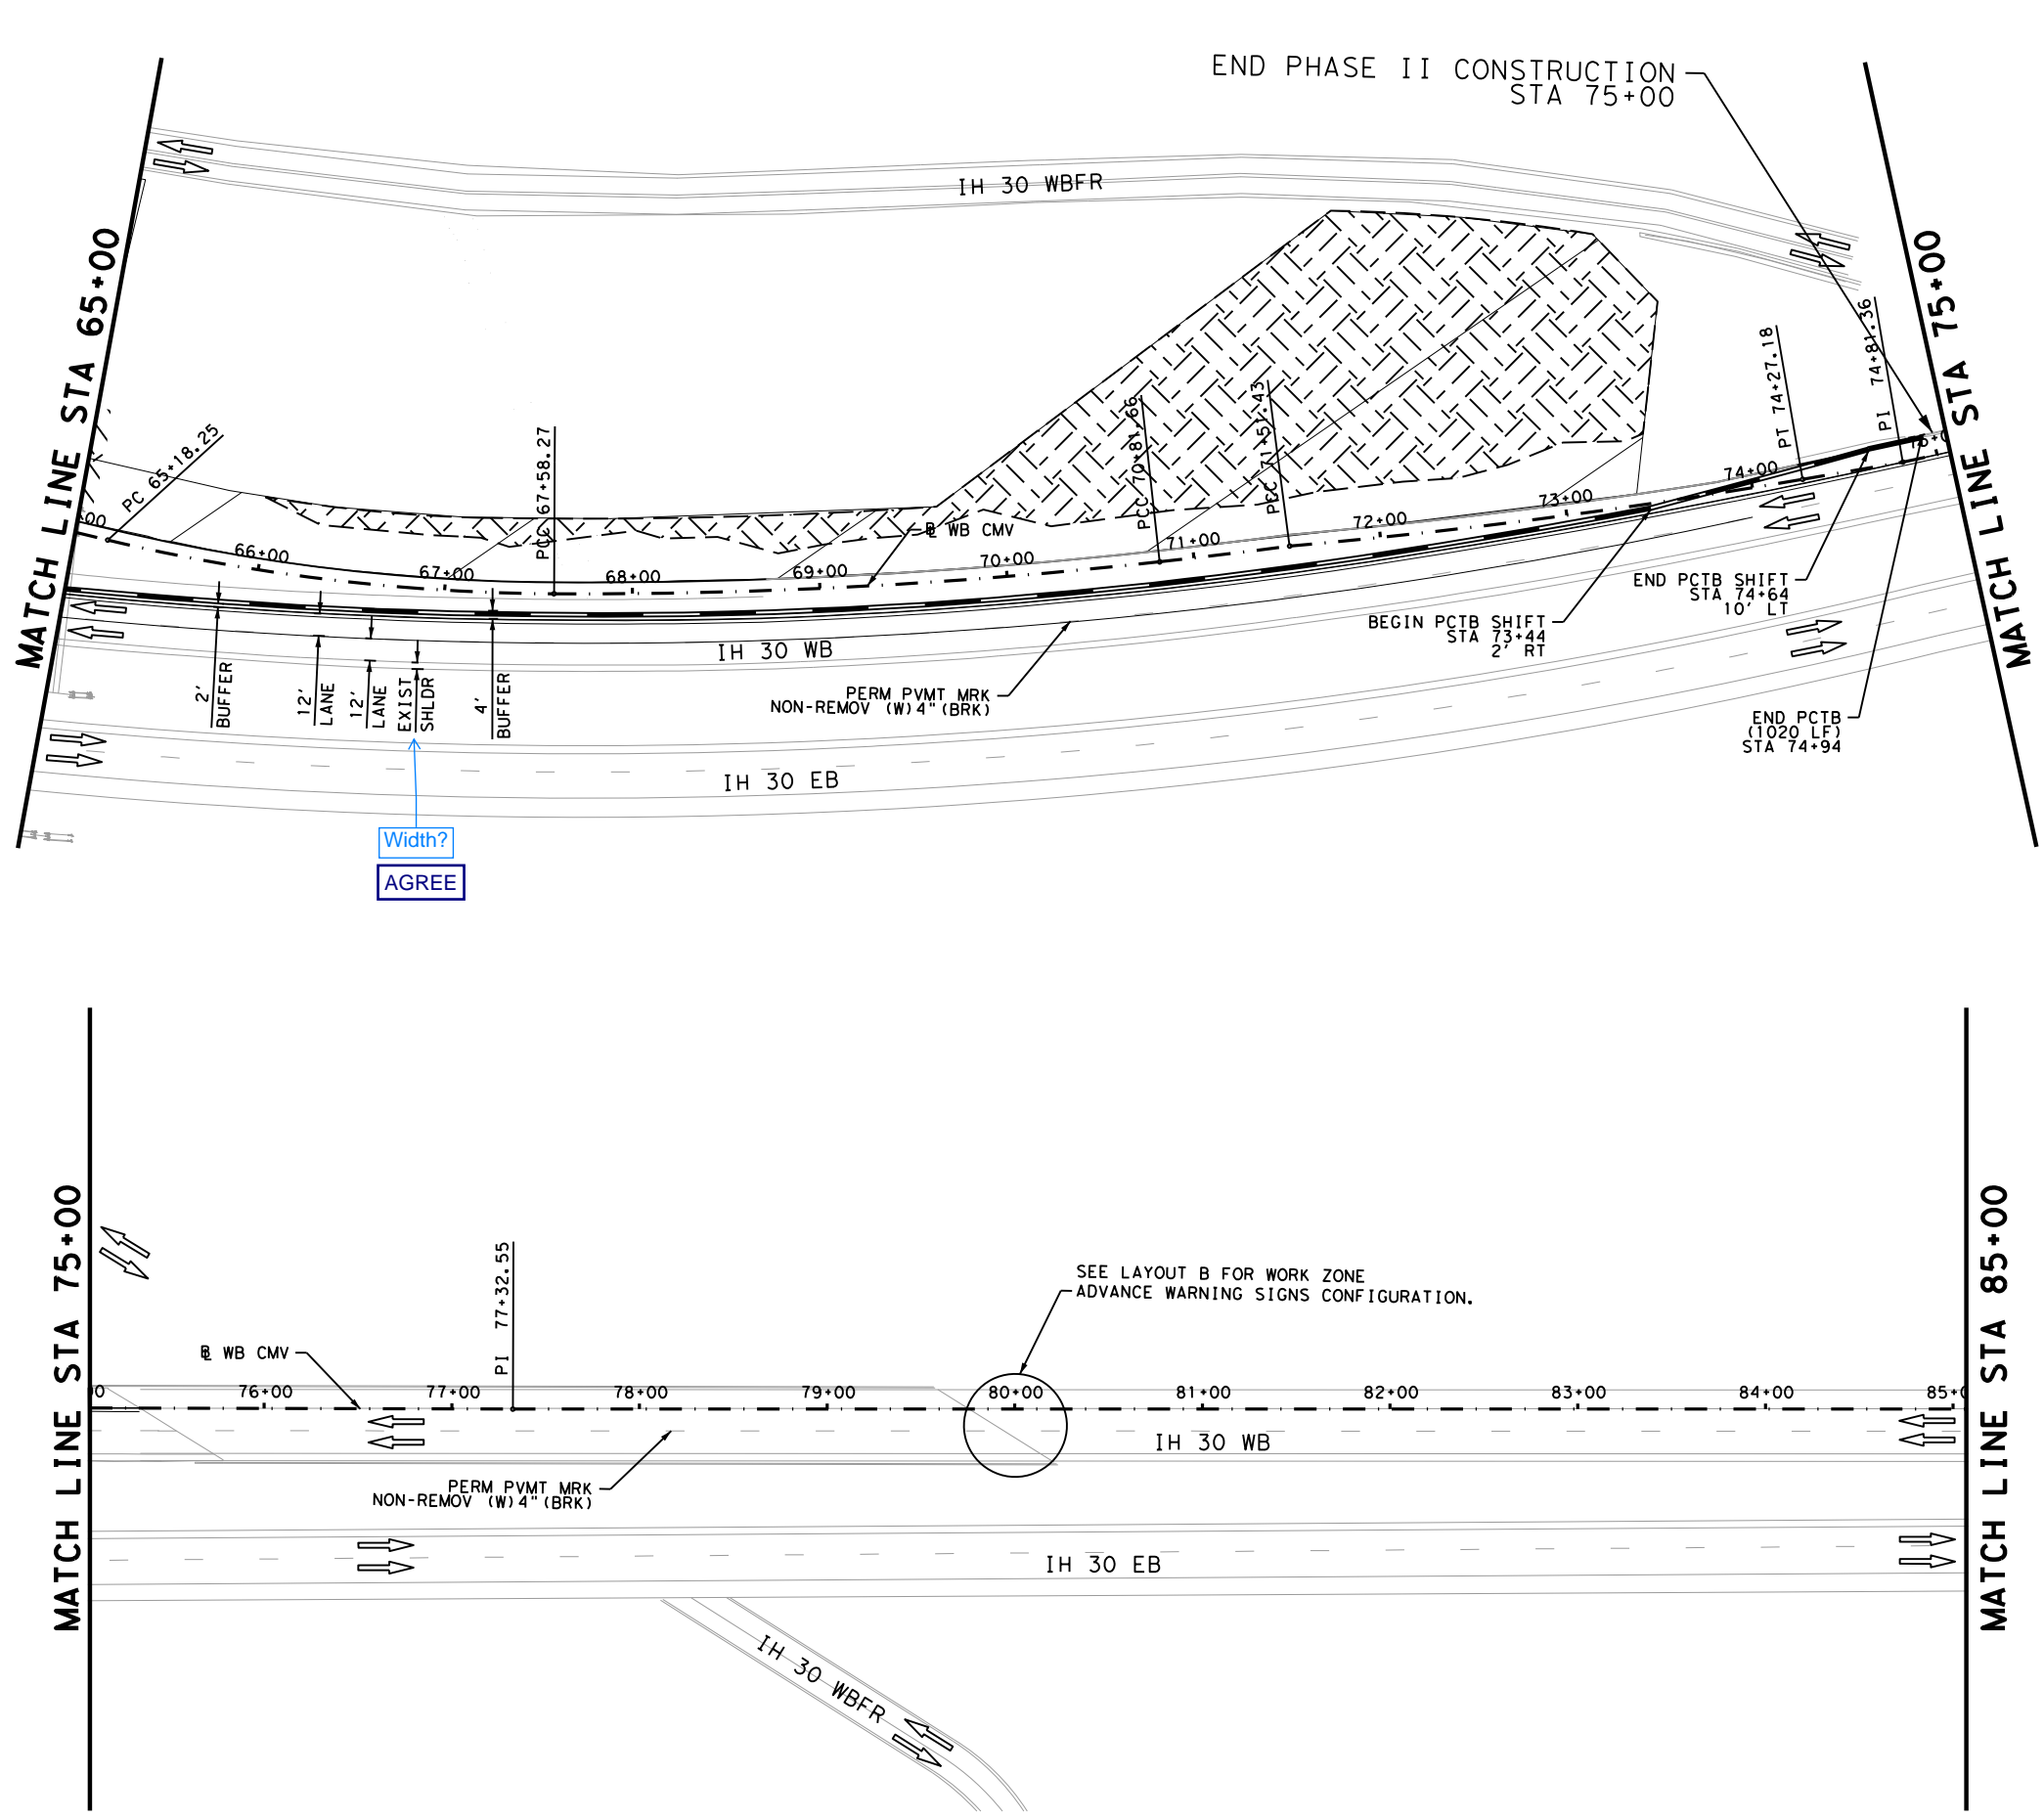 END PHASE II CONSTRUCTION
STA 75+00
MATCH LINE STA 65+00
MATCH LINE STA 75+00
IH 30 WBFR
PC 65+18.25
PCC 67+58.27
PCC 70+81.66
PCC 71+51.43
PT 74+27.18
PI 74+81.36
66+00
67+00
68+00
69+00
70+00
71+00
72+00
73+00
74+00
B WB CMV
IH 30 WB
2'
BUFFER
12'
LANE
12'
LANE
EXIST
SHLDR
4'
BUFFER
PERM PVMT MRK
NON-REMOV (W) 4" (BRK)
BEGIN PCTB SHIFT
STA 73+44
2' RT
END PCTB SHIFT
STA 74+64
10' LT
END PCTB
(1020 LF)
STA 74+94
IH 30 EB
Width?
AGREE
MATCH LINE STA 75+00
MATCH LINE STA 85+00
PI 77+32.55
SEE LAYOUT B FOR WORK ZONE
ADVANCE WARNING SIGNS CONFIGURATION.
B WB CMV
76+00
77+00
78+00
79+00
80+00
81+00
82+00
83+00
84+00
IH 30 WB
PERM PVMT MRK
NON-REMOV (W) 4" (BRK)
IH 30 EB
IH 30 WBFR